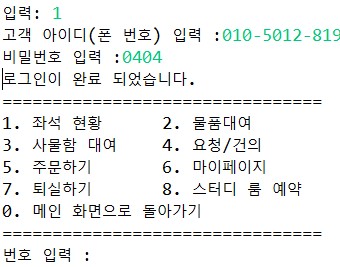 입력: 1
고객 아이디(폰 번호) 입력 :010-5012-819
비밀번호 입력 :0404
로그인이 완료 되었습니다.
================================
1. 좌석 현황 2. 물품대여
3. 사물함 대여 4. 요청/건의
5. 주문하기 6. 마이페이지
7. 퇴실하기 8. 스터디 룸 예약
0. 메인 화면으로 돌아가기
================================
번호 입력 :